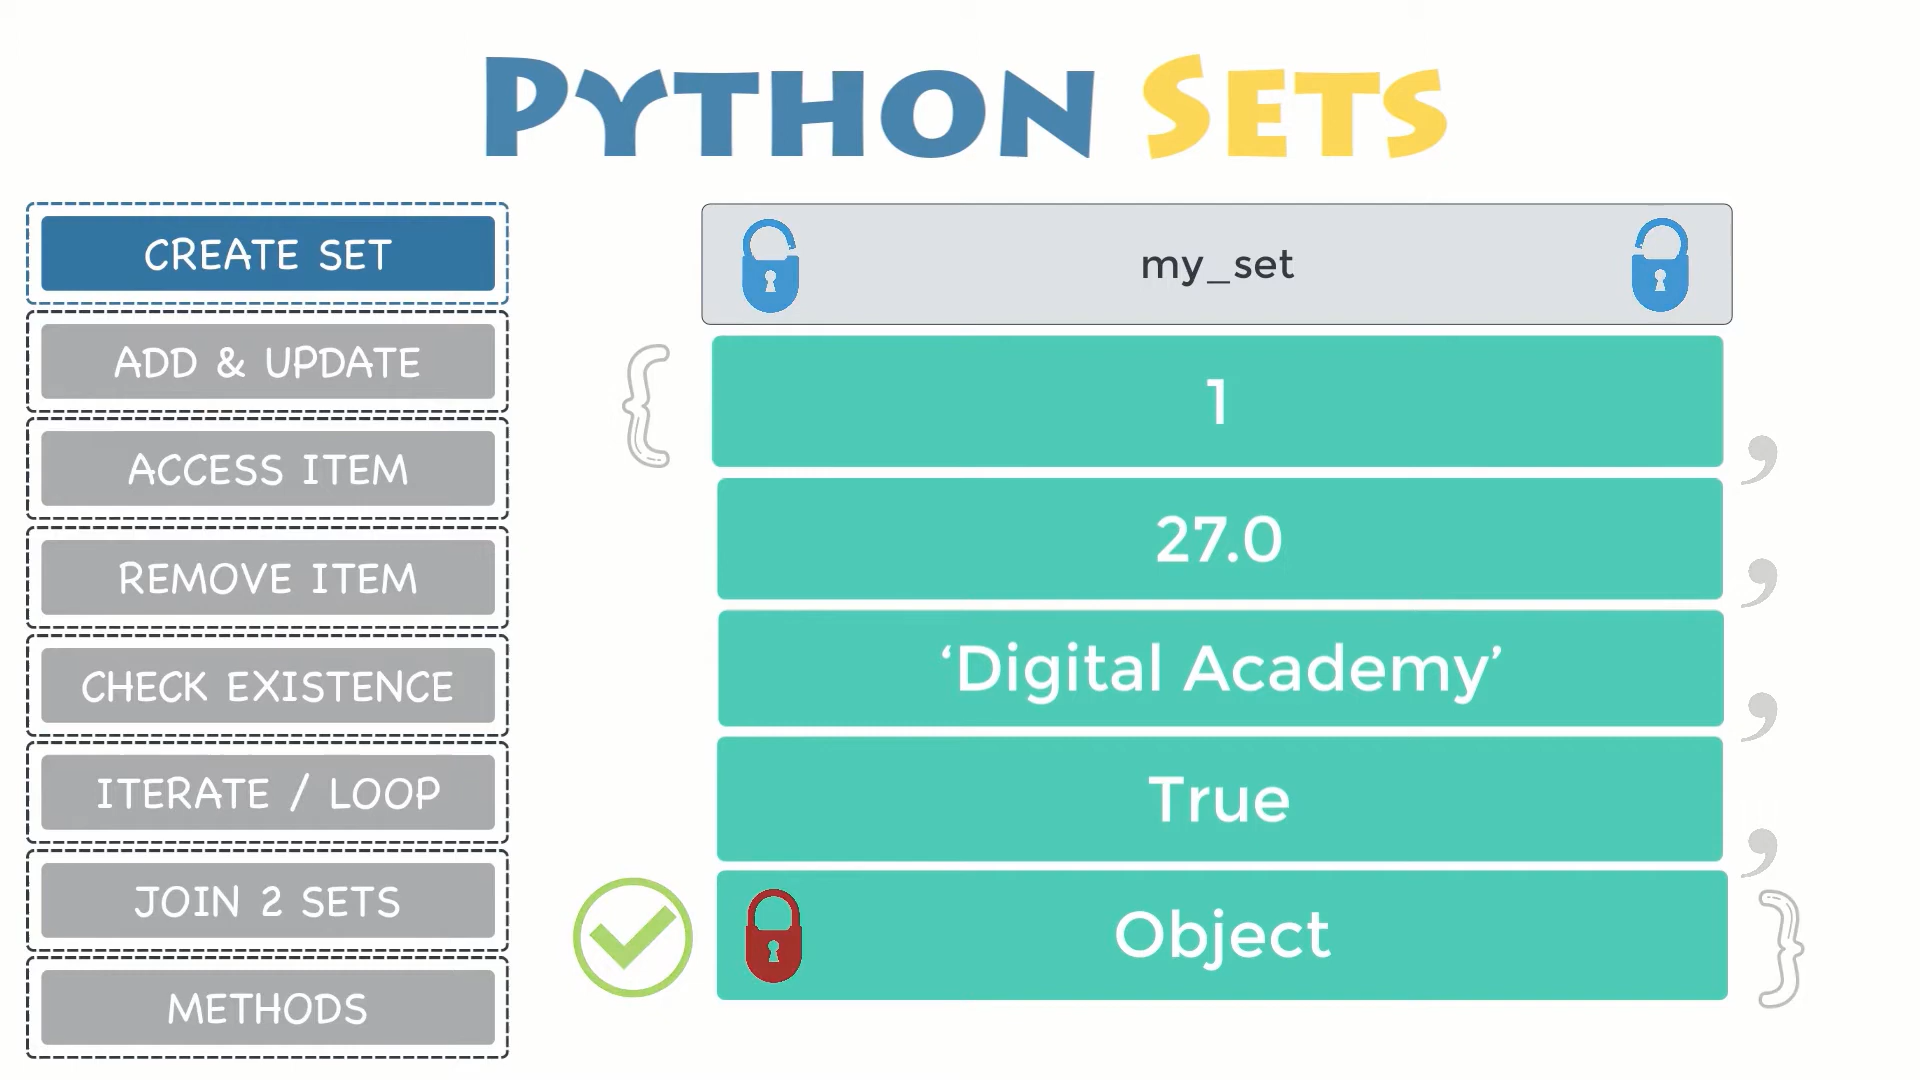 PYTHON SETS
CREATE SET
ADD & UPDATE
ACCESS ITEM
REMOVE ITEM
CHECK EXISTENCE
ITERATE / LOOP
JOIN 2 SETS
METHODS
my_set
{
1
,
27.0
,
‘Digital Academy’
,
True
,
Object
}